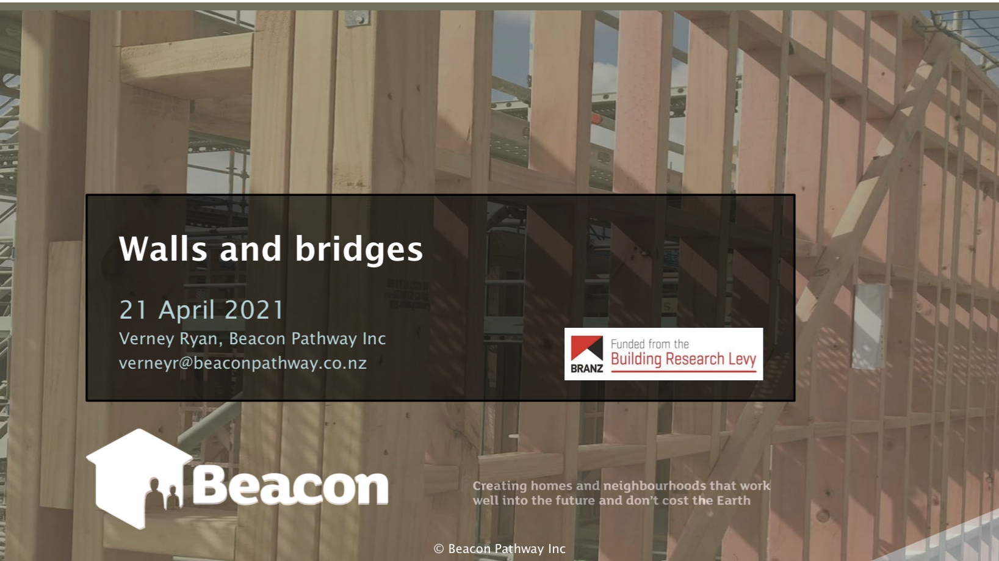 Walls and bridges
21 April 2021
Verney Ryan, Beacon Pathway Inc
verneyr@beaconpathway.co.nz
BRANZ
Funded from the
Building Research Levy
Beacon
Creating homes and neighbourhoods that work
well into the future and don't cost the Earth
© Beacon Pathway Inc